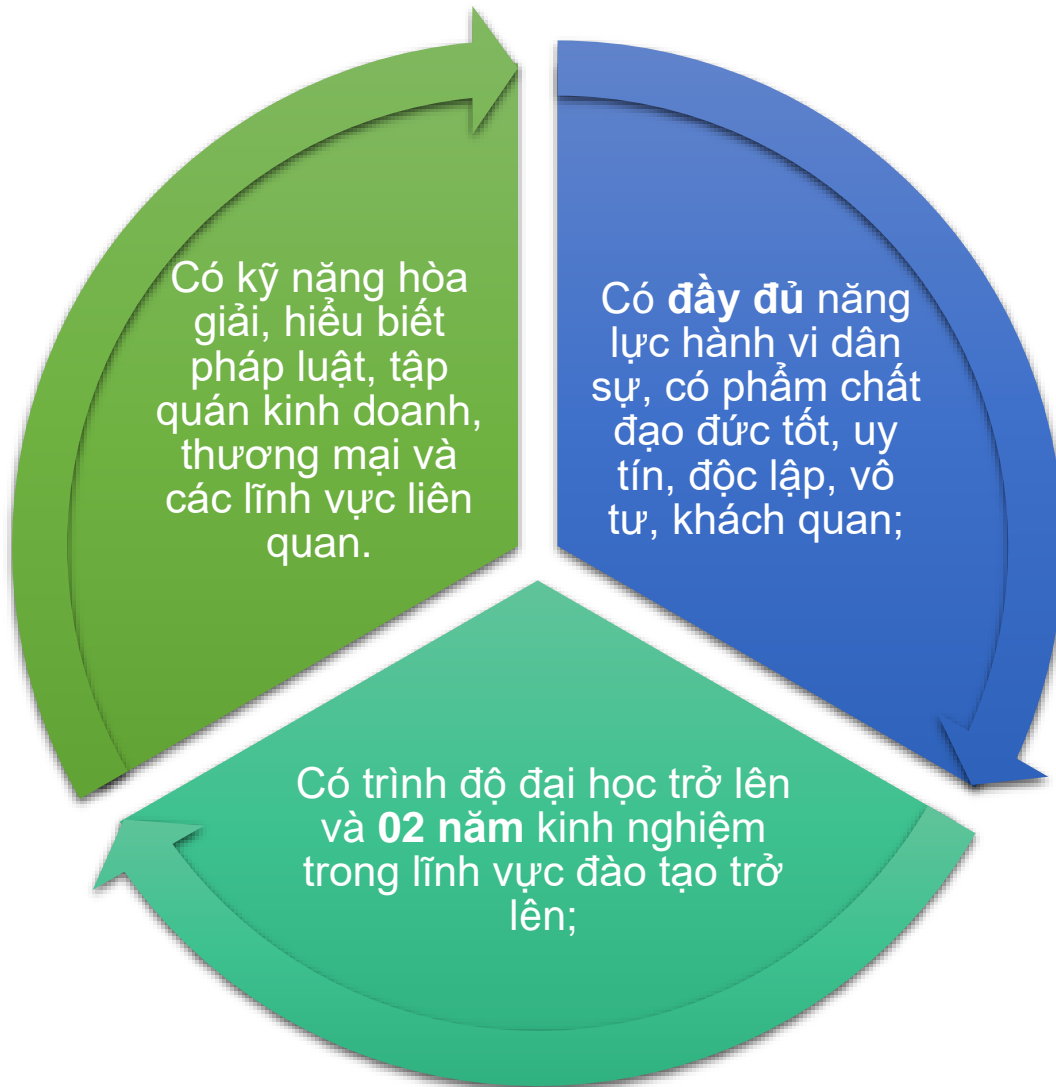 Có kỹ năng hòa
giải, hiểu biết
pháp luật, tập
quán kinh doanh,
thương mại và
các lĩnh vực liên
quan.
Có đầy đủ năng
lực hành vi dân
sự, có phẩm chất
đạo đức tốt, uy
tín, độc lập, vô
tư, khách quan;
Có trình độ đại học trở lên
và 02 năm kinh nghiệm
trong lĩnh vực đào tạo trở
lên;